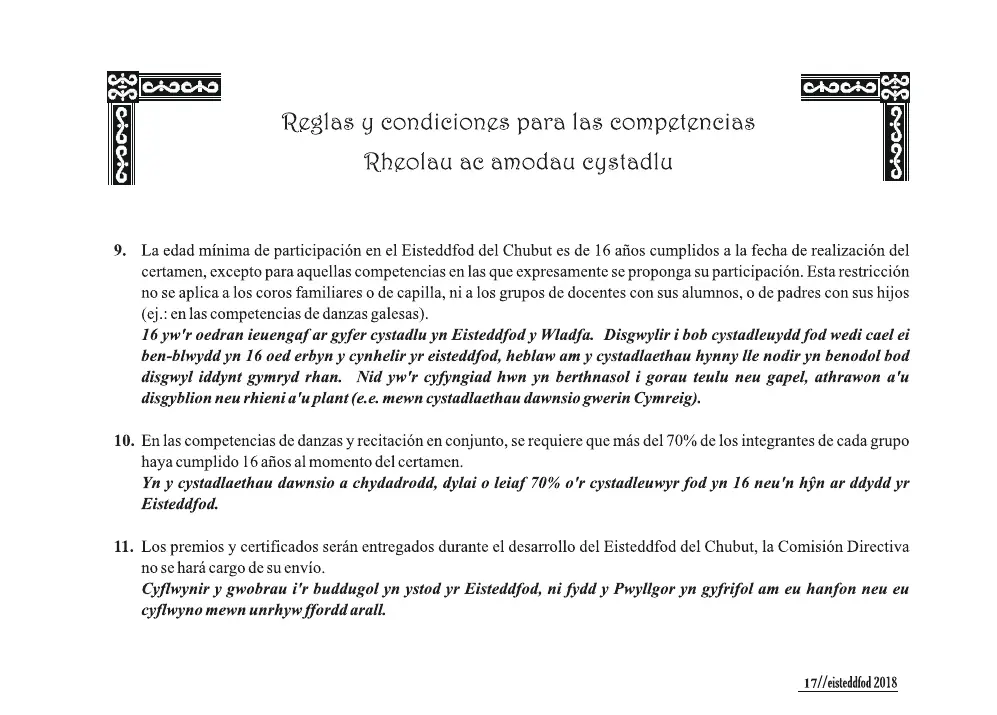 Reglas y condiciones para las competencias
Rheolau ac amodau cystadlu
9. La edad mínima de participación en el Eisteddfod del Chubut es de 16 años cumplidos a la fecha de realización del
certamen, excepto para aquellas competencias en las que expresamente se proponga su participación. Esta restricción
no se aplica a los coros familiares o de capilla, ni a los grupos de docentes con sus alumnos, o de padres con sus hijos
(ej.: en las competencias de danzas galesas).
16 yw'r oedran ieuengaf ar gyfer cystadlu yn Eisteddfod y Wladfa. Disgwylir i bob cystadleuydd fod wedi cael ei
ben-blwydd yn 16 oed erbyn y cynhelir yr eisteddfod, heblaw am y cystadlaethau hynny lle nodir yn benodol bod
disgwyl iddynt gymryd rhan. Nid yw'r cyfyngiad hwn yn berthnasol i gorau teulu neu gapel, athrawon a'u
disgyblion neu rhieni a'u plant (e.e. mewn cystadlaethau dawnsio gwerin Cymreig).
10. En las competencias de danzas y recitación en conjunto, se requiere que más del 70% de los integrantes de cada grupo
haya cumplido 16 años al momento del certamen.
Yn y cystadlaethau dawnsio a chydadrodd, dylai o leiaf 70% o'r cystadleuwyr fod yn 16 neu'n hŷn ar ddydd yr
Eisteddfod.
11. Los premios y certificados serán entregados durante el desarrollo del Eisteddfod del Chubut, la Comisión Directiva
no se hará cargo de su envío.
Cyflwynir y gwobrau i'r buddugol yn ystod yr Eisteddfod, ni fydd y Pwyllgor yn gyfrifol am eu hanfon neu eu
cyflwyno mewn unrhyw ffordd arall.
17//eisteddfod 2018